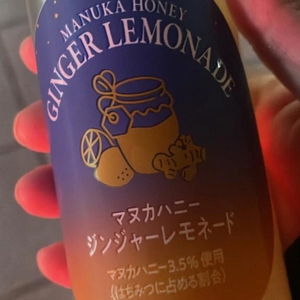 MANUKA HONEY
GINGER LEMONADE
マヌカハニー
ジンジャーレモネード
マヌカハニー3.5%使用
(はちみつに占める割合)